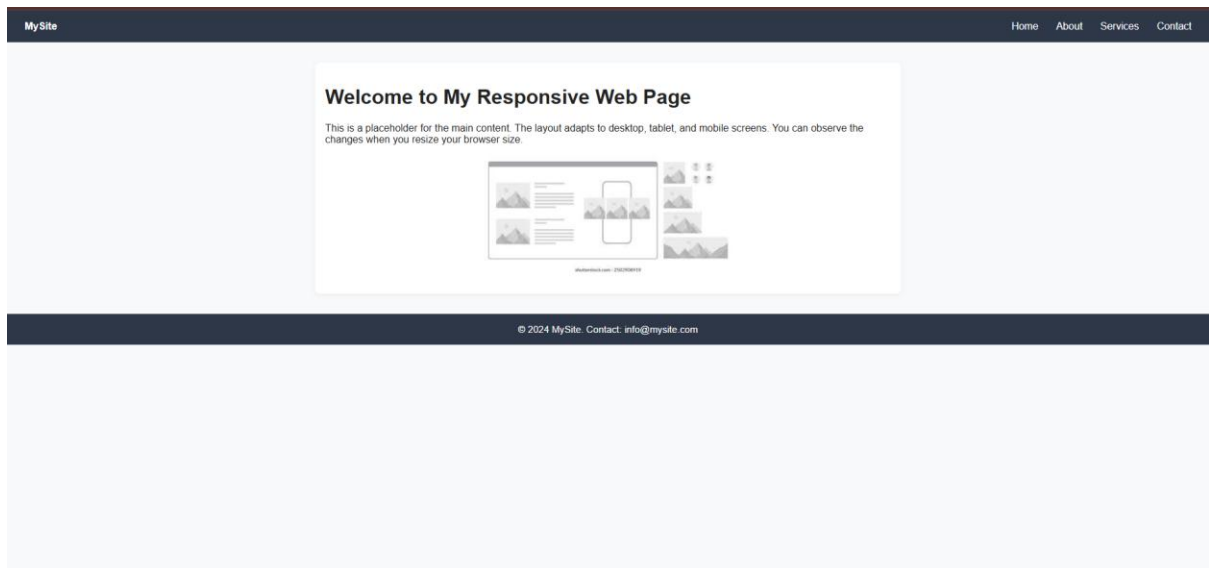 MySite
Home About Services Contact
Welcome to My Responsive Web Page
This is a placeholder for the main content. The layout adapts to desktop, tablet, and mobile screens. You can observe the
changes when you resize your browser size.
© 2024 MySite. Contact: info@mysite.com